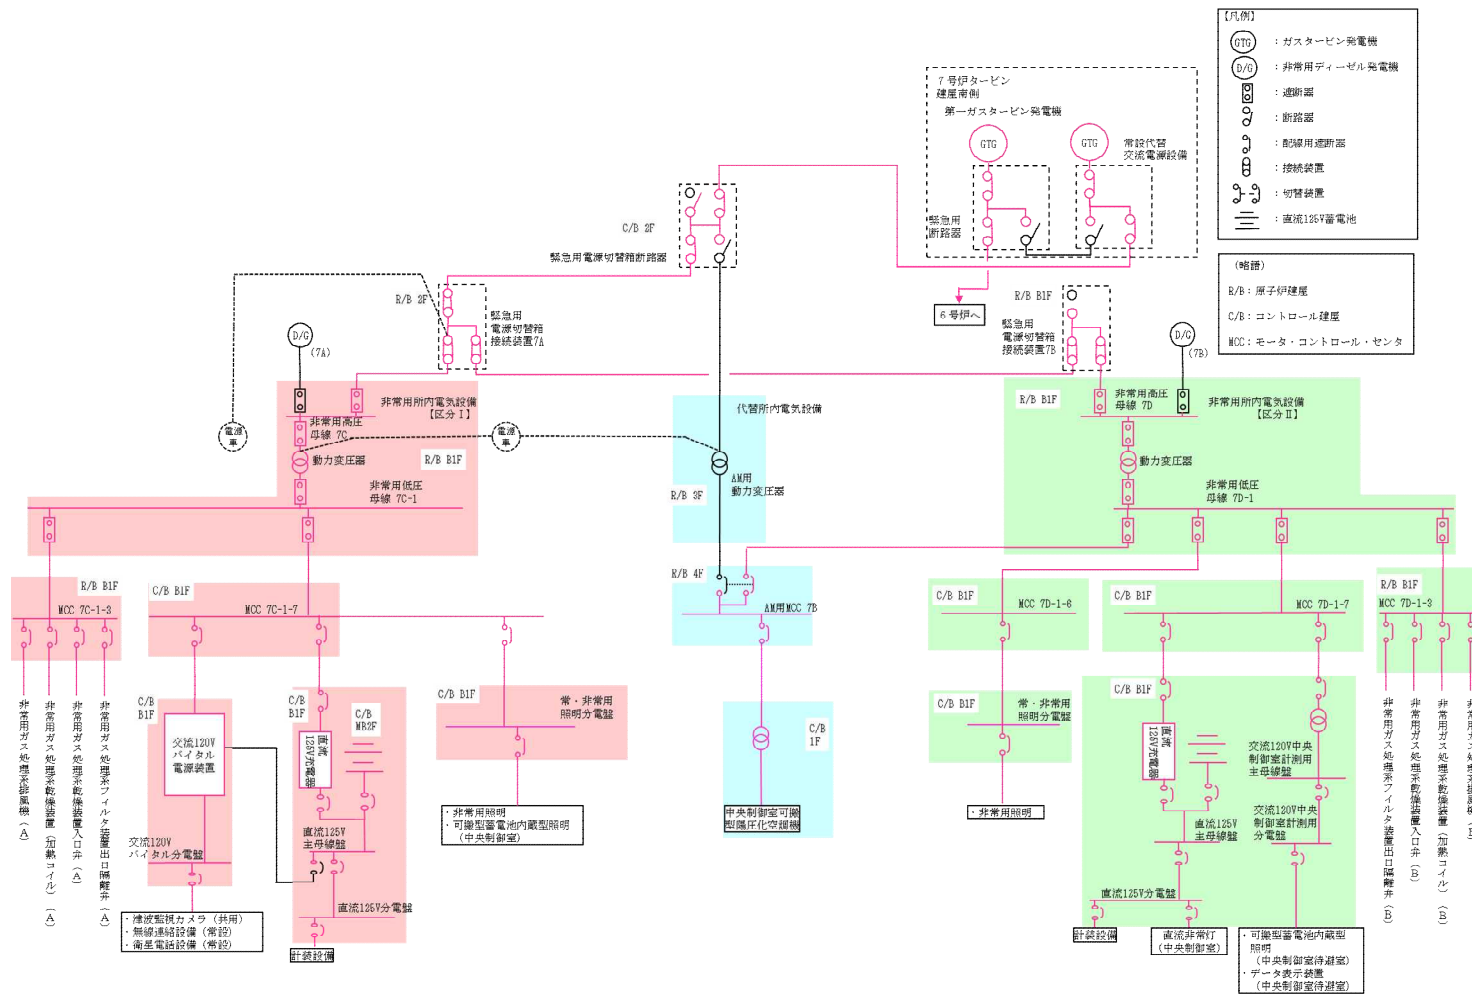 【凡例】
GTG
：ガスタービン発電機
D/G
：非常用ディーゼル発電機
：遮断器
：断路器
：配線用遮断器
：接続装置
：切替装置
：直流125V蓄電池
（略語）
R/B：原子炉建屋
C/B：コントロール建屋
MCC：モータ・コントロール・センタ
7号炉タービン
建屋南側
第一ガスタービン発電機
GTG
GTG
常設代替
交流電源設備
緊急用
断路器
6号炉へ
C/B 2F
緊急用電源切替箱断路器
R/B 2F
緊急用
電源切替箱
接続装置7A
R/B B1F
緊急用
電源切替箱
接続装置7B
D/G
(7A)
D/G
(7B)
電源
車
電源
車
非常用所内電気設備
【区分Ⅰ】
非常用高圧
母線 7C
動力変圧器
R/B B1F
非常用低圧
母線 7C-1
代替所内電気設備
AM用
動力変圧器
R/B 3F
R/B 4F
AM用MCC 7B
R/B B1F
非常用高圧
母線 7D
非常用所内電気設備
【区分Ⅱ】
動力変圧器
非常用低圧
母線 7D-1
R/B B1F
MCC 7C-1-3
C/B B1F
MCC 7C-1-7
C/B B1F
MCC 7D-1-6
C/B B1F
MCC 7D-1-7
R/B B1F
MCC 7D-1-3
非常用ガス処理系排風機（A）
非常用ガス処理系乾燥装置（加熱コイル）（A）
非常用ガス処理系乾燥装置入口弁（A）
非常用ガス処理系フィルタ装置出口隔離弁（A）
C/B
B1F
交流120V
バイタル
電源装置
交流120V
バイタル分電盤
・津波監視カメラ（共用）
・無線連絡設備（常設）
・衛星電話設備（常設）
C/B
B1F
C/B
MB2F
直流
125V充電器
直流125V
主母線盤
直流125V分電盤
計装設備
C/B B1F
常・非常用
照明分電盤
・非常用照明
・可搬型蓄電池内蔵型照明
（中央制御室）
C/B
1F
中央制御室可搬
型陽圧化空調機
C/B B1F
常・非常用
照明分電盤
・非常用照明
C/B B1F
直流
125V充電器
直流125V
主母線盤
直流125V分電盤
計装設備
直流非常灯
（中央制御室）
交流120V中央
制御室計測用
主母線盤
交流120V中央
制御室計測用
分電盤
・可搬型蓄電池内蔵型
照明
（中央制御室待避室）
・データ表示装置
（中央制御室待避室）
非常用ガス処理系フィルタ装置出口隔離弁（B）
非常用ガス処理系乾燥装置入口弁（B）
非常用ガス処理系乾燥装置（加熱コイル）（B）